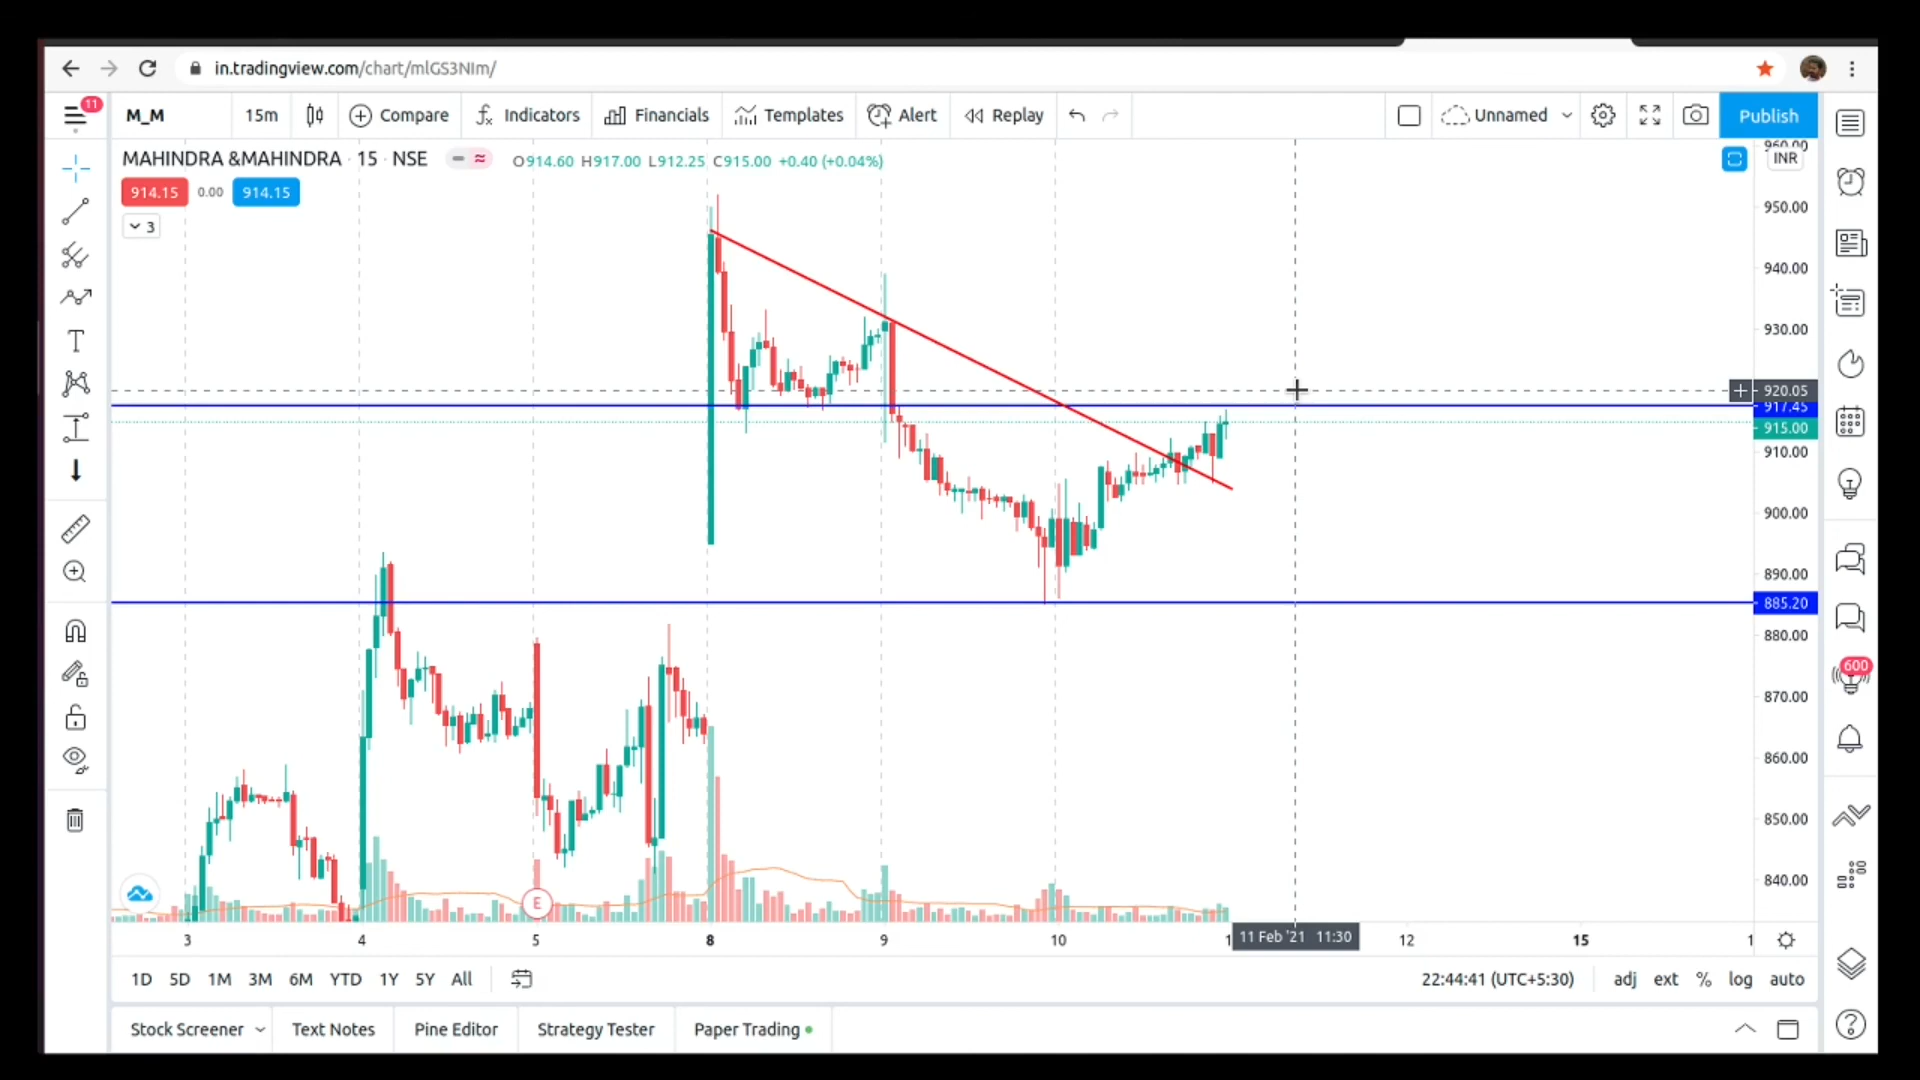 in.tradingview.com/chart/mlGS3NIm/
11 M_M 15m Compare Indicators Financials Templates Alert Replay Unnamed Publish
MAHINDRA &MAHINDRA · 15 · NSE O914.60 H917.00 L912.25 C915.00 +0.40 (+0.04%)
914.15 0.00 914.15
3
960.00
INR
950.00
940.00
930.00
920.05
917.45
915.00
910.00
900.00
890.00
885.20
880.00
870.00
860.00
850.00
840.00
600
E
3 4 5 8 9 10 1 11 Feb '21 11:30 12 15 1
1D 5D 1M 3M 6M YTD 1Y 5Y All 22:44:41 (UTC+5:30) adj ext % log auto
Stock Screener Text Notes Pine Editor Strategy Tester Paper Trading